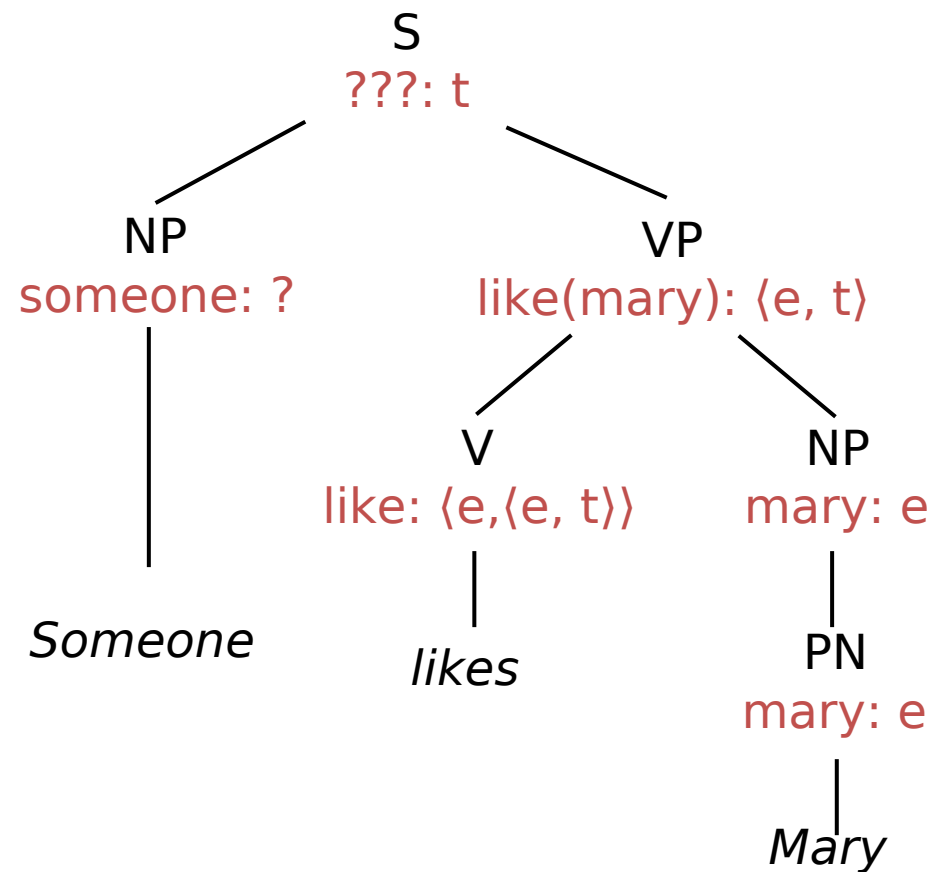 S
???: t
NP
VP
someone: ?
like(mary): ⟨e, t⟩
V
NP
like: ⟨e,⟨e, t⟩⟩
mary: e
Someone
likes
PN
mary: e
Mary